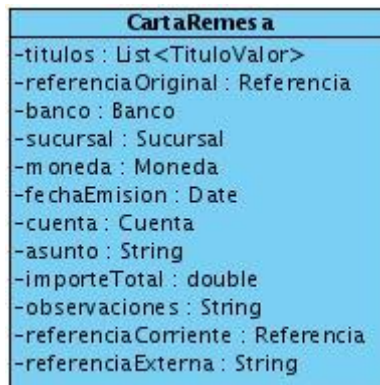 CartaRemesa
-titulos : List<TituloValor>
-referenciaOriginal : Referencia
-banco : Banco
-sucursal : Sucursal
-moneda : Moneda
-fechaEmision : Date
-cuenta : Cuenta
-asunto : String
-importeTotal : double
-observaciones : String
-referenciaCorriente : Referencia
-referenciaExterna : String